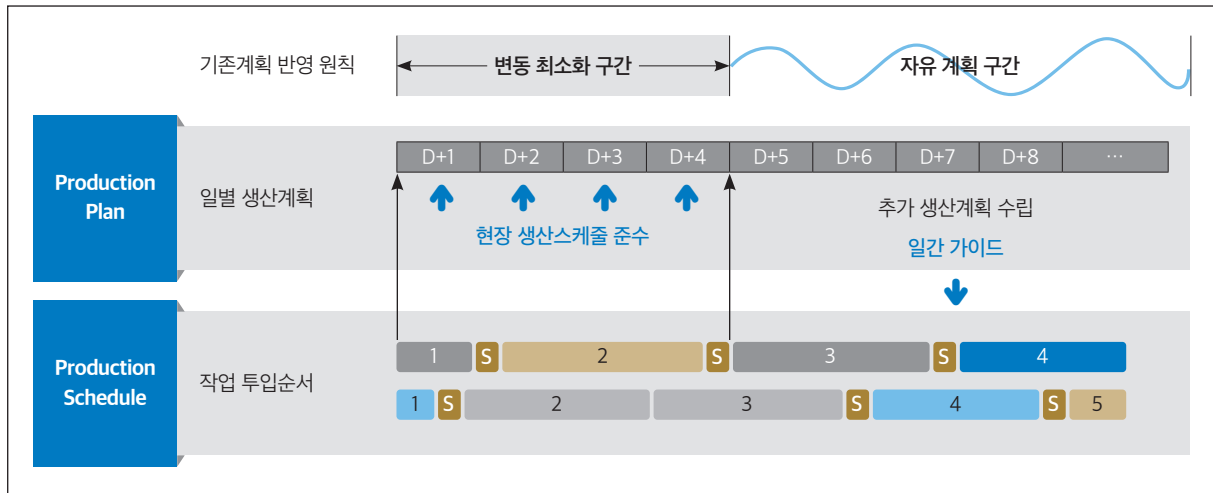 기존계획 반영 원칙
변동 최소화 구간
자유 계획 구간
Production
Plan
일별 생산계획
D+1 D+2 D+3 D+4 D+5 D+6 D+7 D+8 …
현장 생산스케줄 준수
추가 생산계획 수립
일간 가이드
Production
Schedule
작업 투입순서
1 S 2 S 3 S 4
1 S 2 3 S 4 S 5